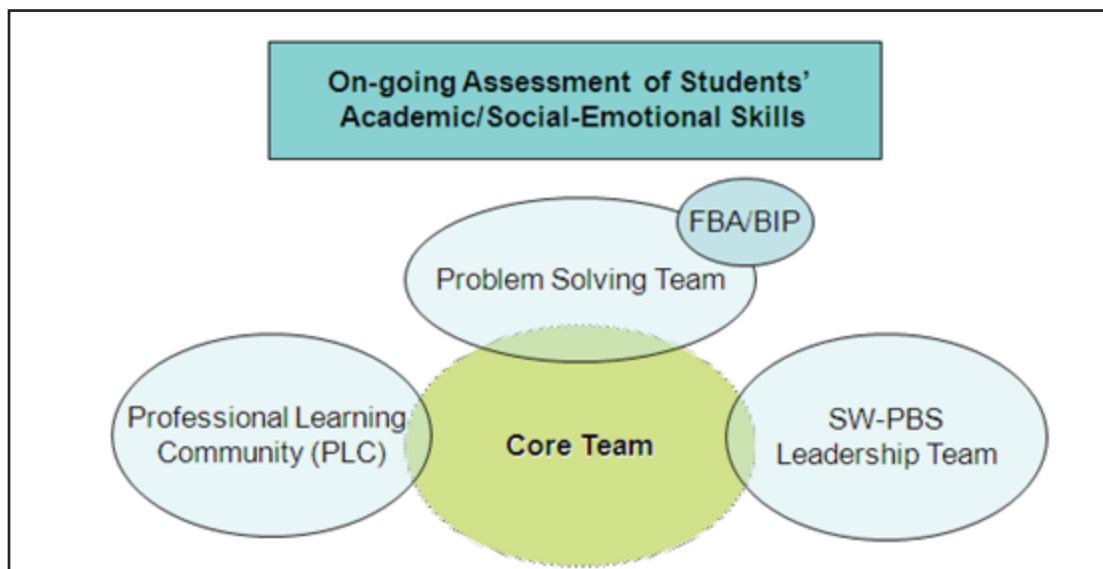 On-going Assessment of Students’
Academic/Social-Emotional Skills
FBA/BIP
Problem Solving Team
Professional Learning
Community (PLC)
Core Team
SW-PBS
Leadership Team